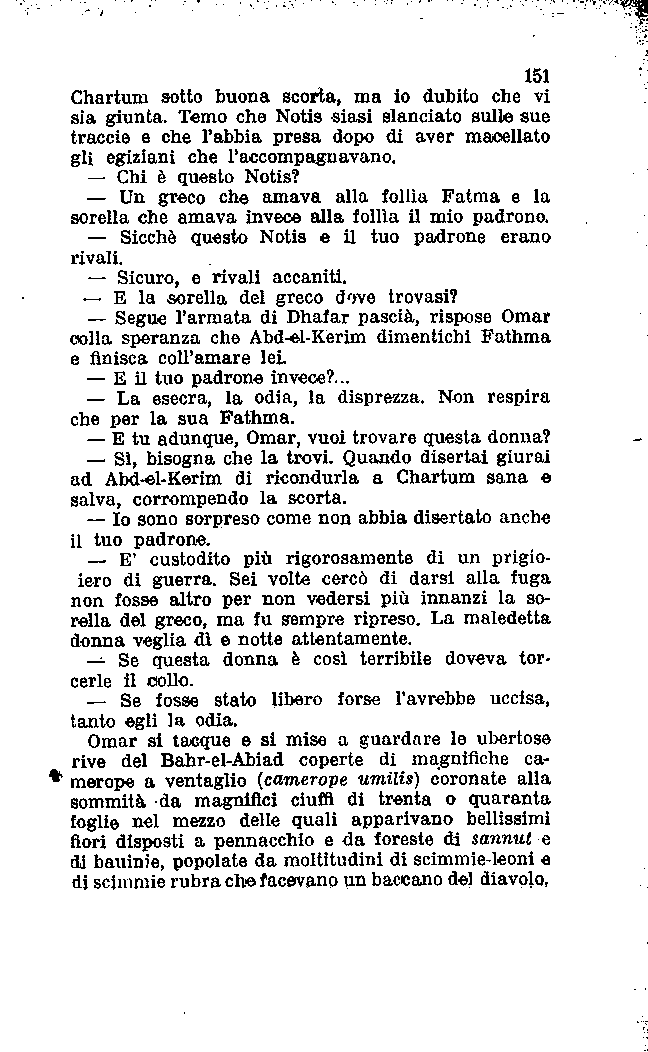 151
Chartum sotto buona scorta, ma io dubito che vi
sia giunta. Temo che Notis siasi slanciato sulle sue
traccie e che l'abbia presa dopo di aver macellato
gli egiziani che l'accompagnavano.
— Chi è questo Notis?
— Un greco che amava alla follia Fatma e la
sorella che amava invece alla follia il mio padrono.
— Sicchè questo Notis e il tuo padrone erano
rivali.
— Sicuro, e rivali accaniti.
— E la sorella del greco dove trovasi?
— Segue l'armata di Dhafar pascià, rispose Omar
colla speranza che Abd-el-Kerim dimentichi Fathma
e finisca coll'amare lei.
— E il tuo padrone invece?...
— La esecra, la odia, la disprezza. Non respira
che per la sua Fathma.
— E tu adunque, Omar, vuoi trovare questa donna?
— Sì, bisogna che la trovi. Quando disertai giurai
ad Abd-el-Kerim di ricondurla a Chartum sana e
salva, corrompendo la scorta.
— Io sono sorpreso come non abbia disertato anche
il tuo padrone.
— E' custodito più rigorosamente di un prigio-
iero di guerra. Sei volte cercò di darsi alla fuga
non fosse altro per non vedersi più innanzi la so-
rella del greco, ma fu sempre ripreso. La maledetta
donna veglia dì e notte attentamente.
— Se questa donna è così terribile doveva tor-
cerle il collo.
— Se fosse stato libero forse l'avrebbe uccisa,
tanto egli la odia.
Omar si tacque e si mise a guardare le ubertose
rive del Bahr-el-Abiad coperte di magnifiche ca-
merope a ventaglio (camerope umilis) coronate alla
sommità da magnifici ciuffi di trenta o quaranta
foglie nel mezzo delle quali apparivano bellissimi
fiori disposti a pennacchio e da foreste di sannut e
di bauinie, popolate da moltitudini di scimmie-leoni e
di scimmie rubra che facevano un baccano del diavolo.